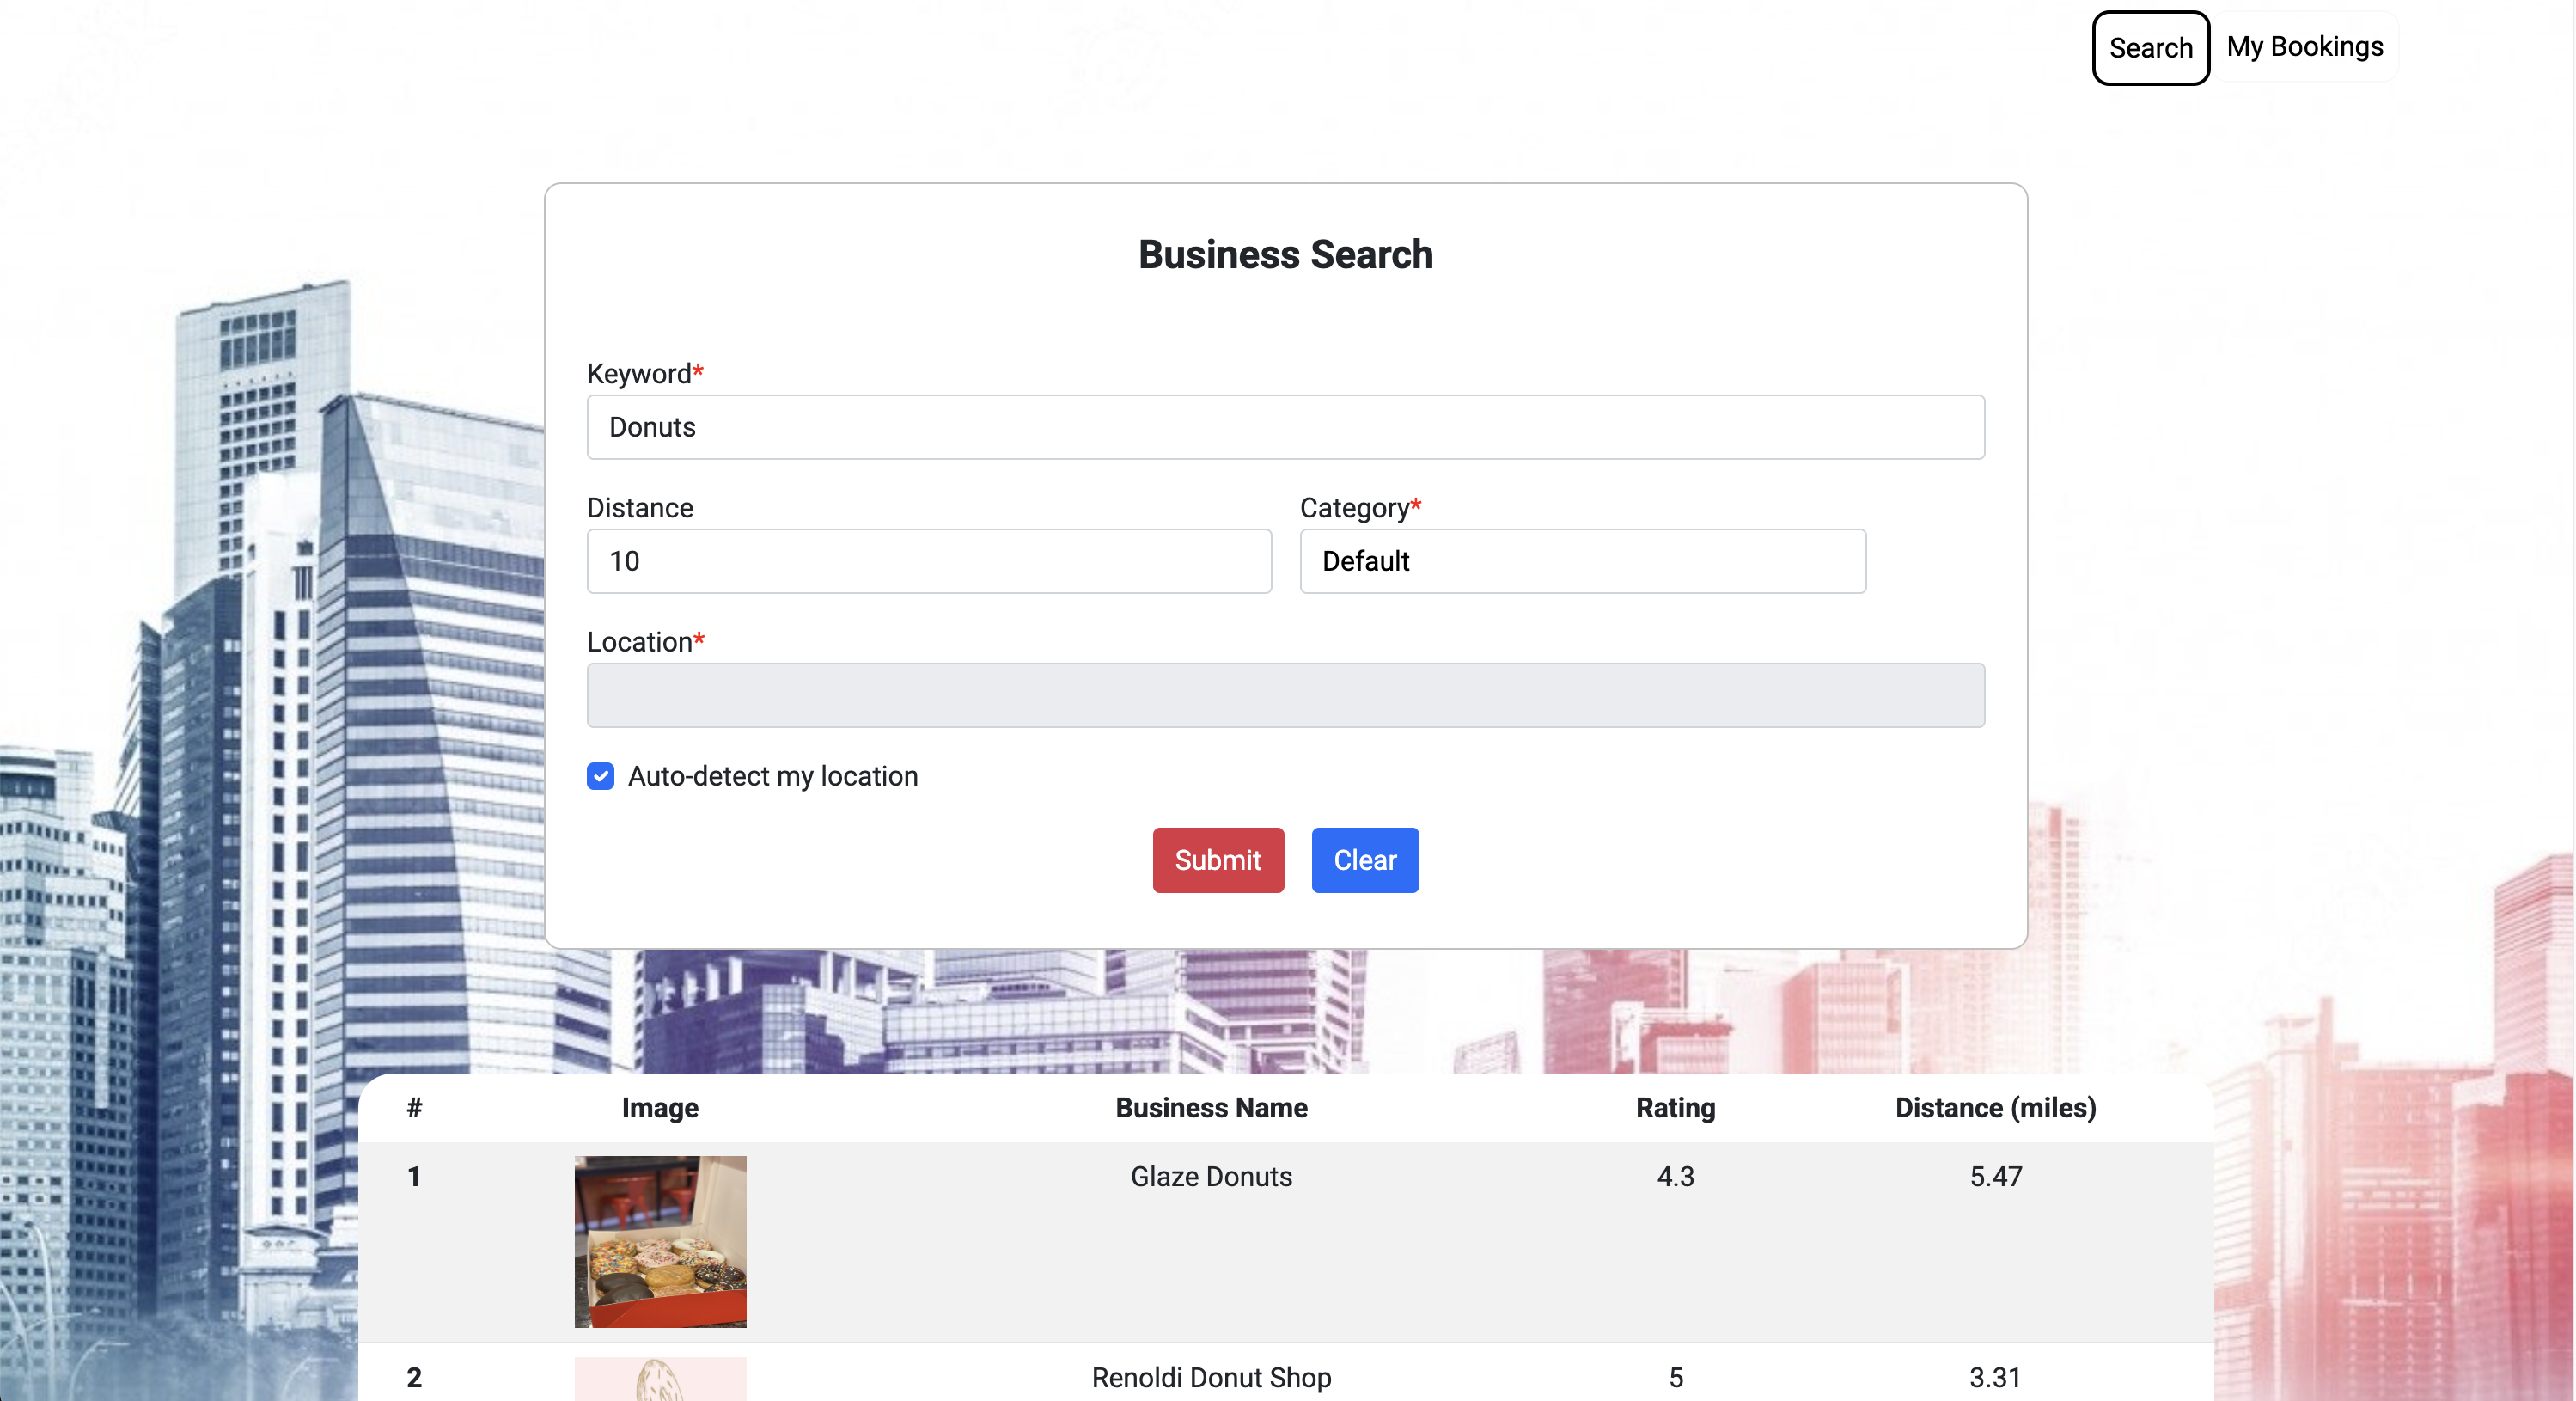 Search My Bookings
Business Search
Keyword*
Donuts
Distance Category*
10 Default
Location*
Auto-detect my location
Submit Clear
# Image Business Name Rating Distance (miles)
1 Glaze Donuts 4.3 5.47
2 Renoldi Donut Shop 5 3.31